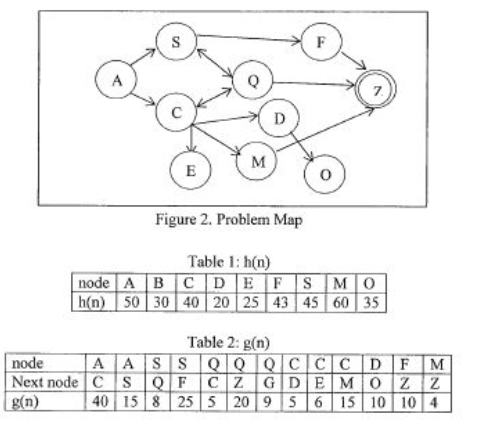 S
F
A
Q
Z
C
D
E
M
O
Figure 2. Problem Map
Table 1: h(n)
node A B C D E F S M O
h(n) 50 30 40 20 25 43 45 60 35
Table 2: g(n)
node A A S S Q Q Q C C C D F M
Next node C S Q F C Z G D E M O Z Z
g(n) 40 15 8 25 5 20 9 5 6 15 10 10 4